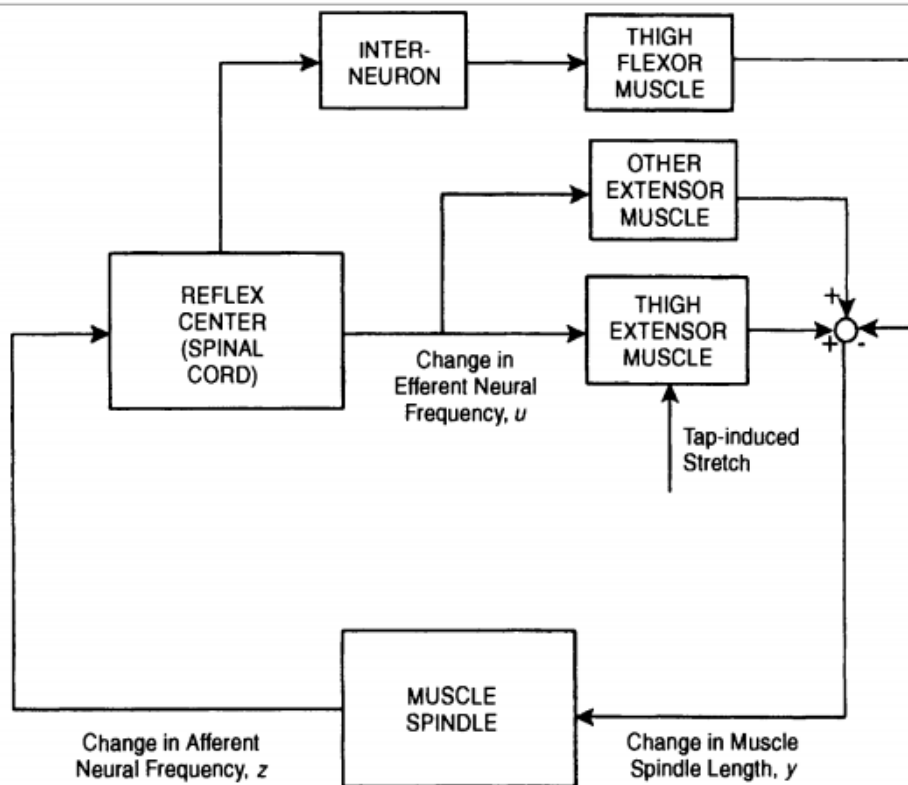 INTER-
NEURON
THIGH
FLEXOR
MUSCLE
OTHER
EXTENSOR
MUSCLE
REFLEX
CENTER
(SPINAL
CORD)
THIGH
EXTENSOR
MUSCLE
+
+
-
Change in
Efferent Neural
Frequency, u
Tap-induced
Stretch
MUSCLE
SPINDLE
Change in Afferent
Neural Frequency, z
Change in Muscle
Spindle Length, y